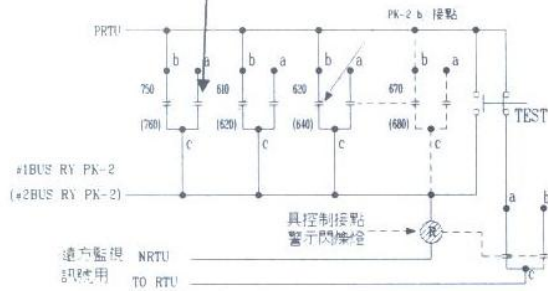 PK-2 b 接點
PRTU
b a b a b a b a
750 610 620 670
TEST
(760) (620) (640) (680)
c c c c
#1BUS RY PK-2
(#2BUS RY PK-2)
a b
具控制接點
警示閃爍燈
R
遠方監視 NRTU
訊號用 TO RTU
c